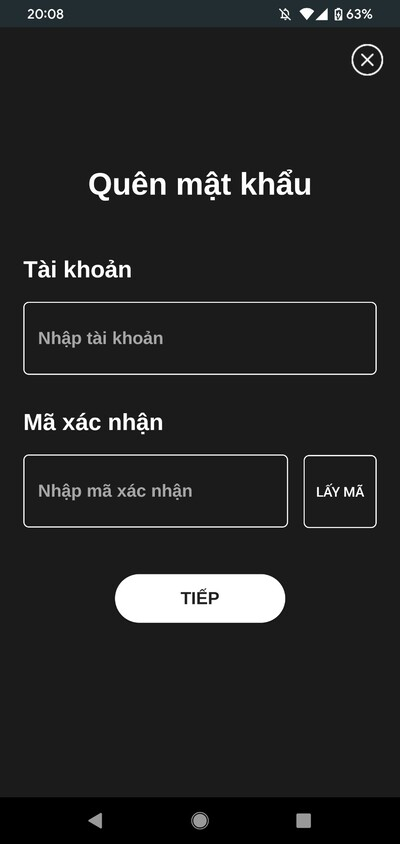 20:08
63%
Quên mật khẩu
Tài khoản
Nhập tài khoản
Mã xác nhận
Nhập mã xác nhận
LẤY MÃ
TIẾP